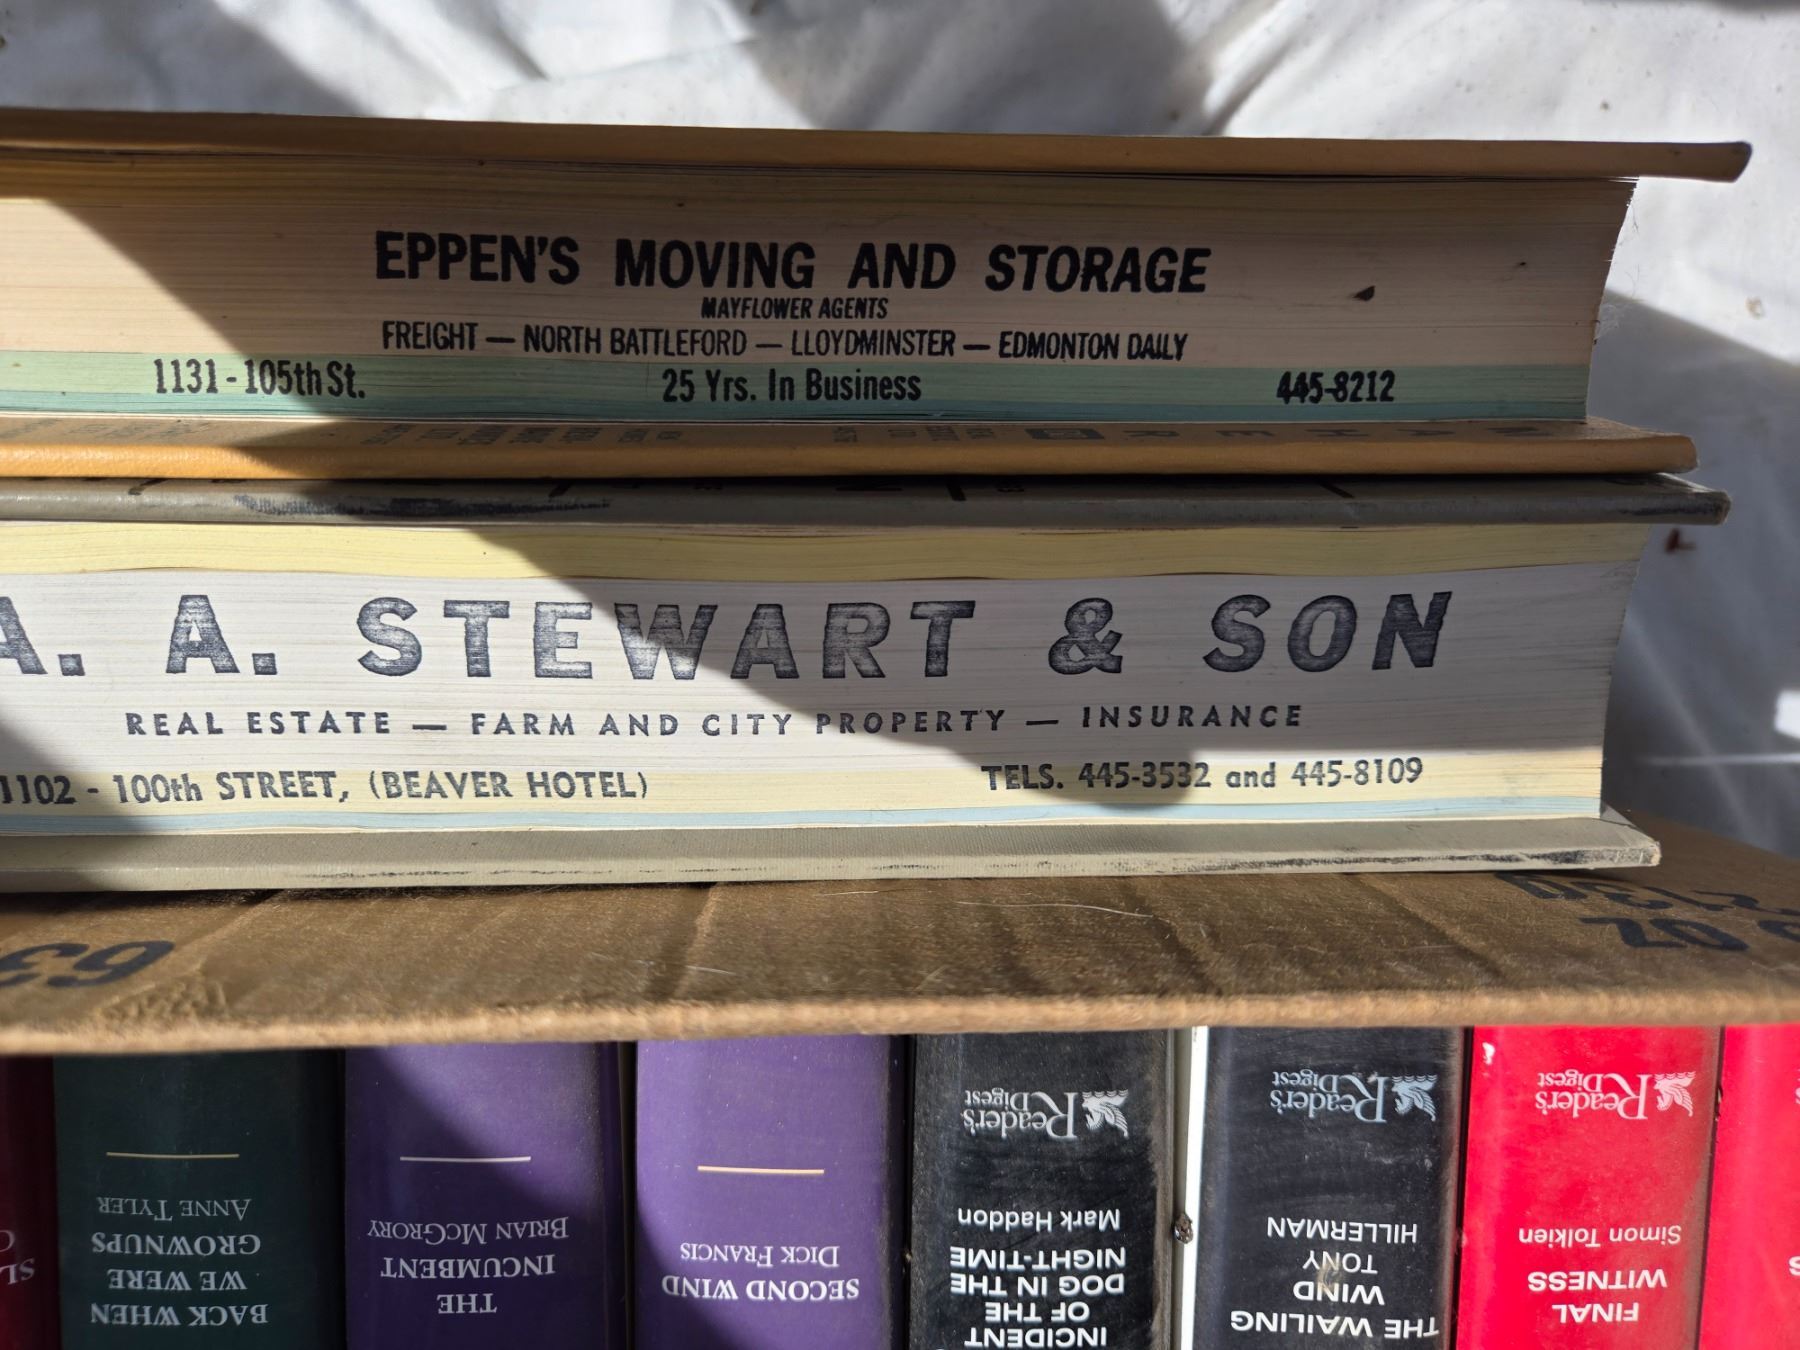 EPPEN'S MOVING AND STORAGE
MAYFLOWER AGENTS
FREIGHT — NORTH BATTLEFORD — LLOYDMINSTER — EDMONTON DAILY
1131 - 105th St. 25 Yrs. In Business 445-8212
A. A. STEWART & SON
REAL ESTATE — FARM AND CITY PROPERTY — INSURANCE
1102 - 100th STREET, (BEAVER HOTEL) TELS. 445-3532 and 445-8109
BACK WHEN
WE WERE
GROWNUPS
ANNE TYLER
THE
INCUMBENT
BRIAN MCGRORY
SECOND WIND
DICK FRANCIS
INCIDENT
OF THE
DOG IN THE
NIGHT-TIME
Mark Haddon
Reader's
Digest
THE WAILING
WIND
TONY
HILLERMAN
Reader's
Digest
FINAL
WITNESS
Simon Tolkien
Reader's
Digest